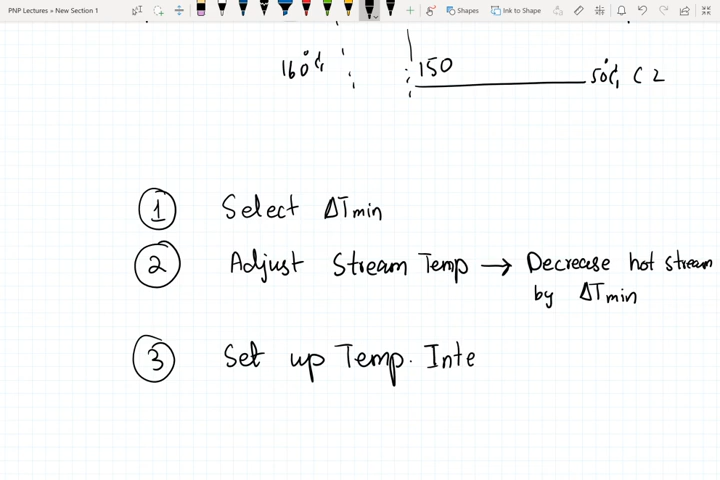 PNP Lectures » New Section 1
Shapes
Ink to Shape
160°C
150
50°C C2
1 Select ΔTmin
2 Adjust Stream Temp → Decrease hot stream
by ΔTmin
3 Set up Temp. Inte